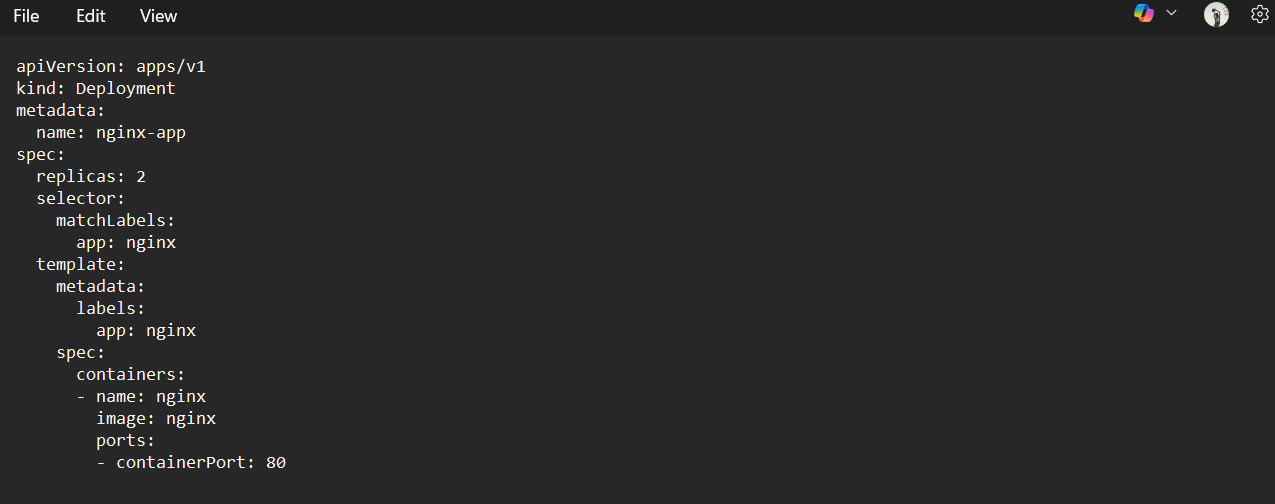 File Edit View
apiVersion: apps/v1
kind: Deployment
metadata:
  name: nginx-app
spec:
  replicas: 2
  selector:
    matchLabels:
      app: nginx
  template:
    metadata:
      labels:
        app: nginx
    spec:
      containers:
      - name: nginx
        image: nginx
        ports:
        - containerPort: 80